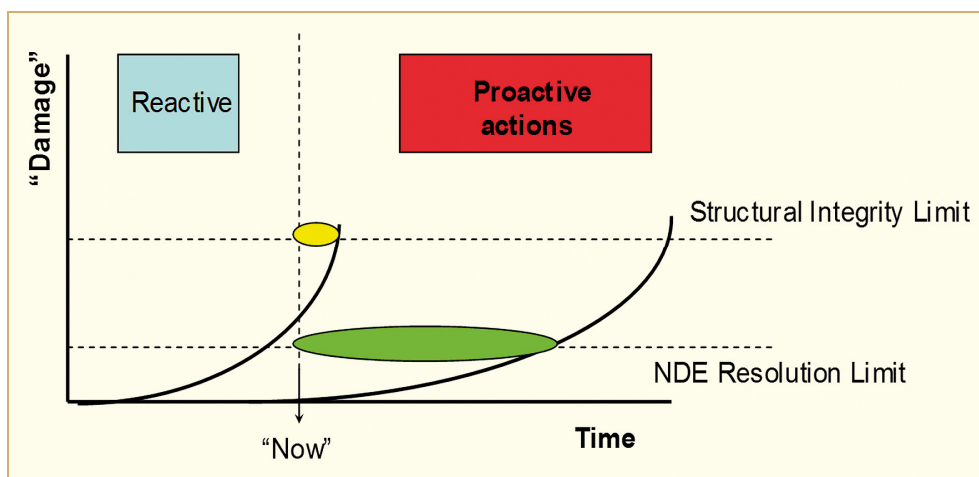 “Damage”
Reactive
Proactive
actions
Structural Integrity Limit
NDE Resolution Limit
“Now”
Time